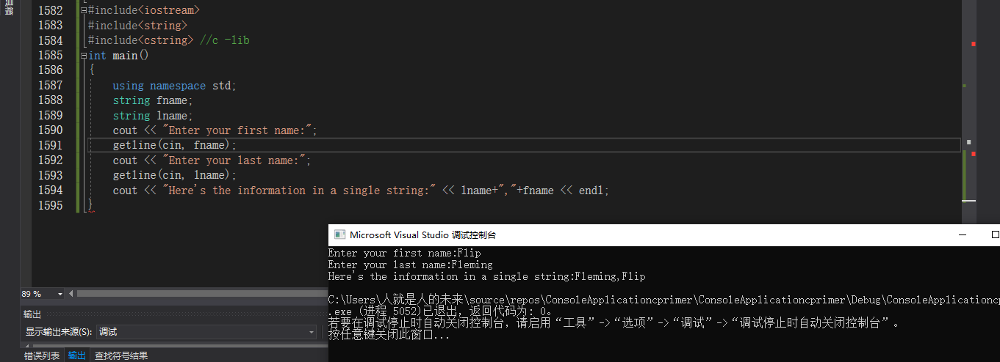 具箱
1582 #include<iostream>
1583 #include<string>
1584 #include<cstring> //c -lib
1585 int main()
1586 {
1587 using namespace std;
1588 string fname;
1589 string lname;
1590 cout << "Enter your first name:";
1591 getline(cin, fname);
1592 cout << "Enter your last name:";
1593 getline(cin, lname);
1594 cout << "Here's the information in a single string:" << lname+","+fname << endl;
1595 }
Microsoft Visual Studio 调试控制台
Enter your first name:Flip
Enter your last name:Fleming
Here's the information in a single string:Fleming,Flip
C:\Users\人就是人的未来\source\repos\ConsoleApplicationcprimer\ConsoleApplicationcprimer\Debug\ConsoleApplicationcp
.exe (进程 5052)已退出，返回代码为: 0。
若要在调试停止时自动关闭控制台，请启用“工具”->“选项”->“调试”->“调试停止时自动关闭控制台”。
按任意键关闭此窗口...
89 %
输出
显示输出来源(S): 调试
错误列表 输出 查找符号结果